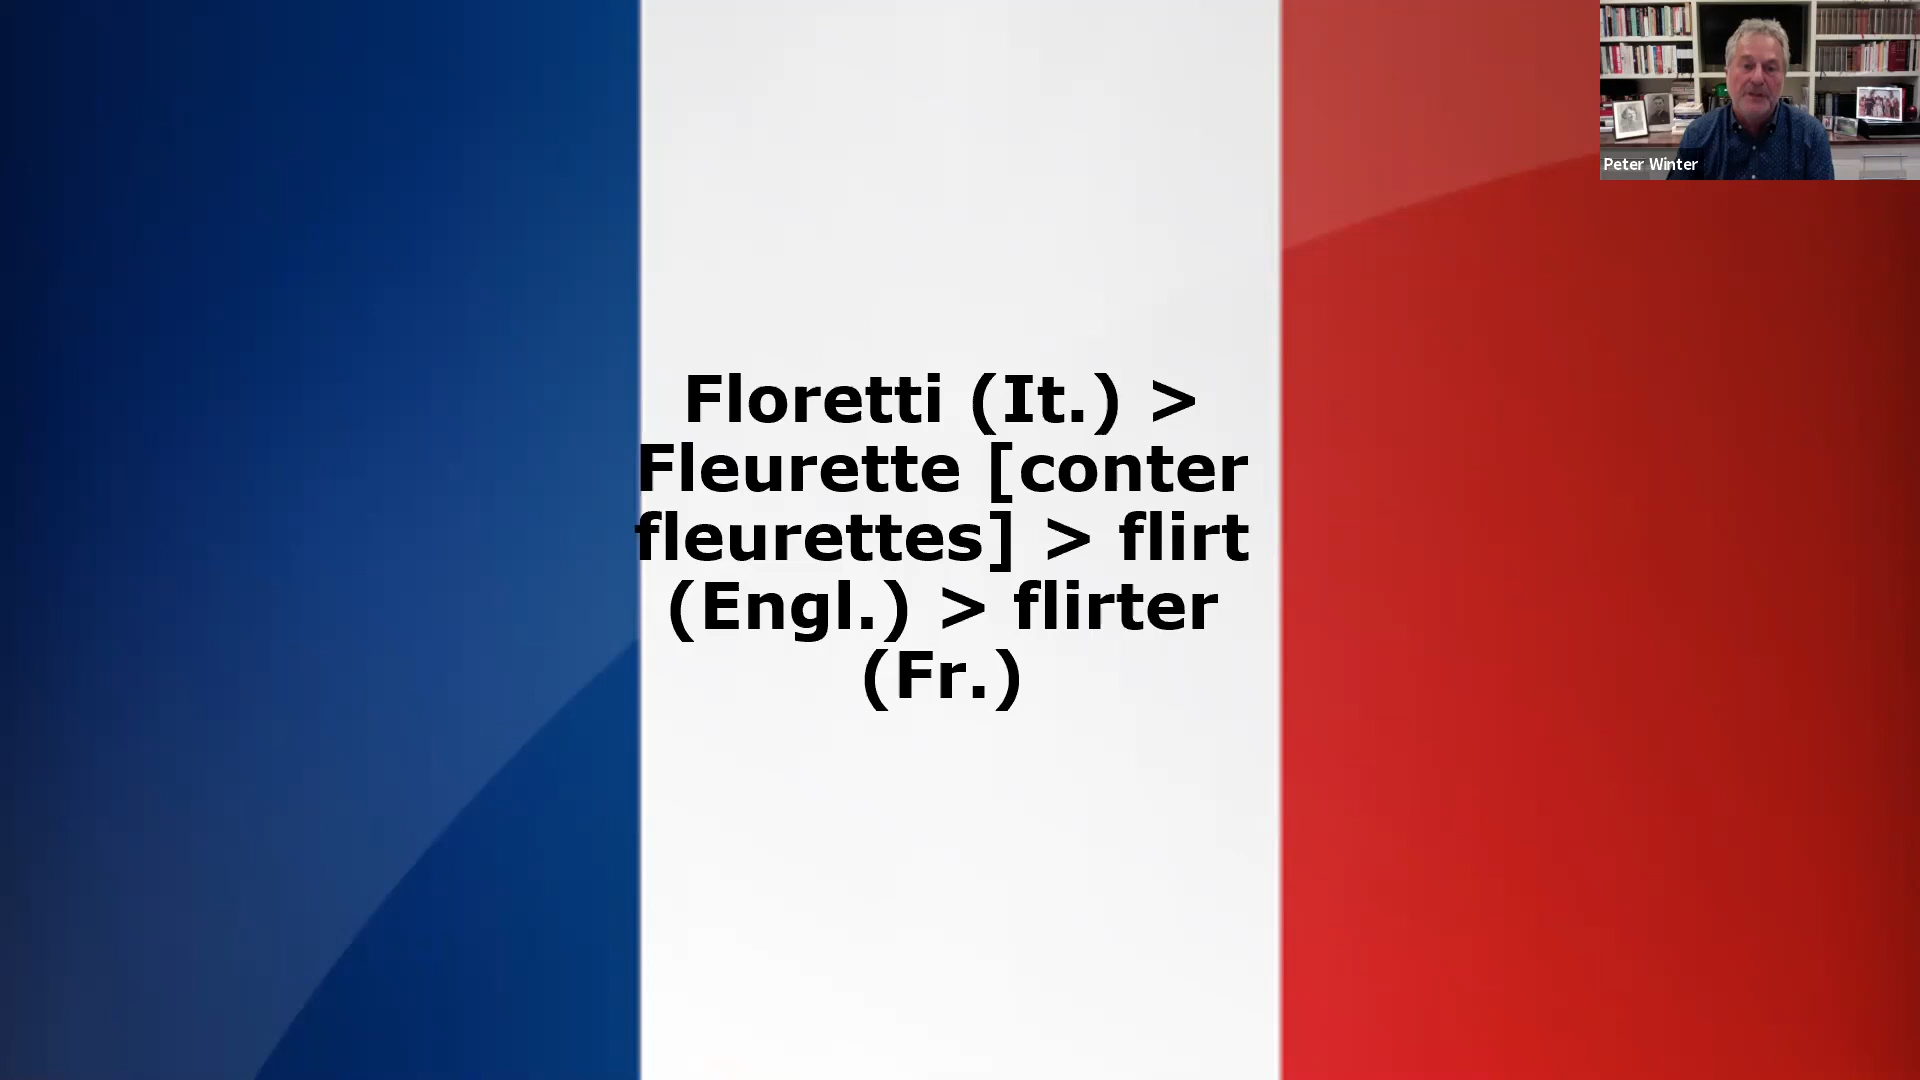 Floretti (It.) >
Fleurette [conter
fleurettes] > flirt
(Engl.) > flirter
(Fr.)
Peter Winter